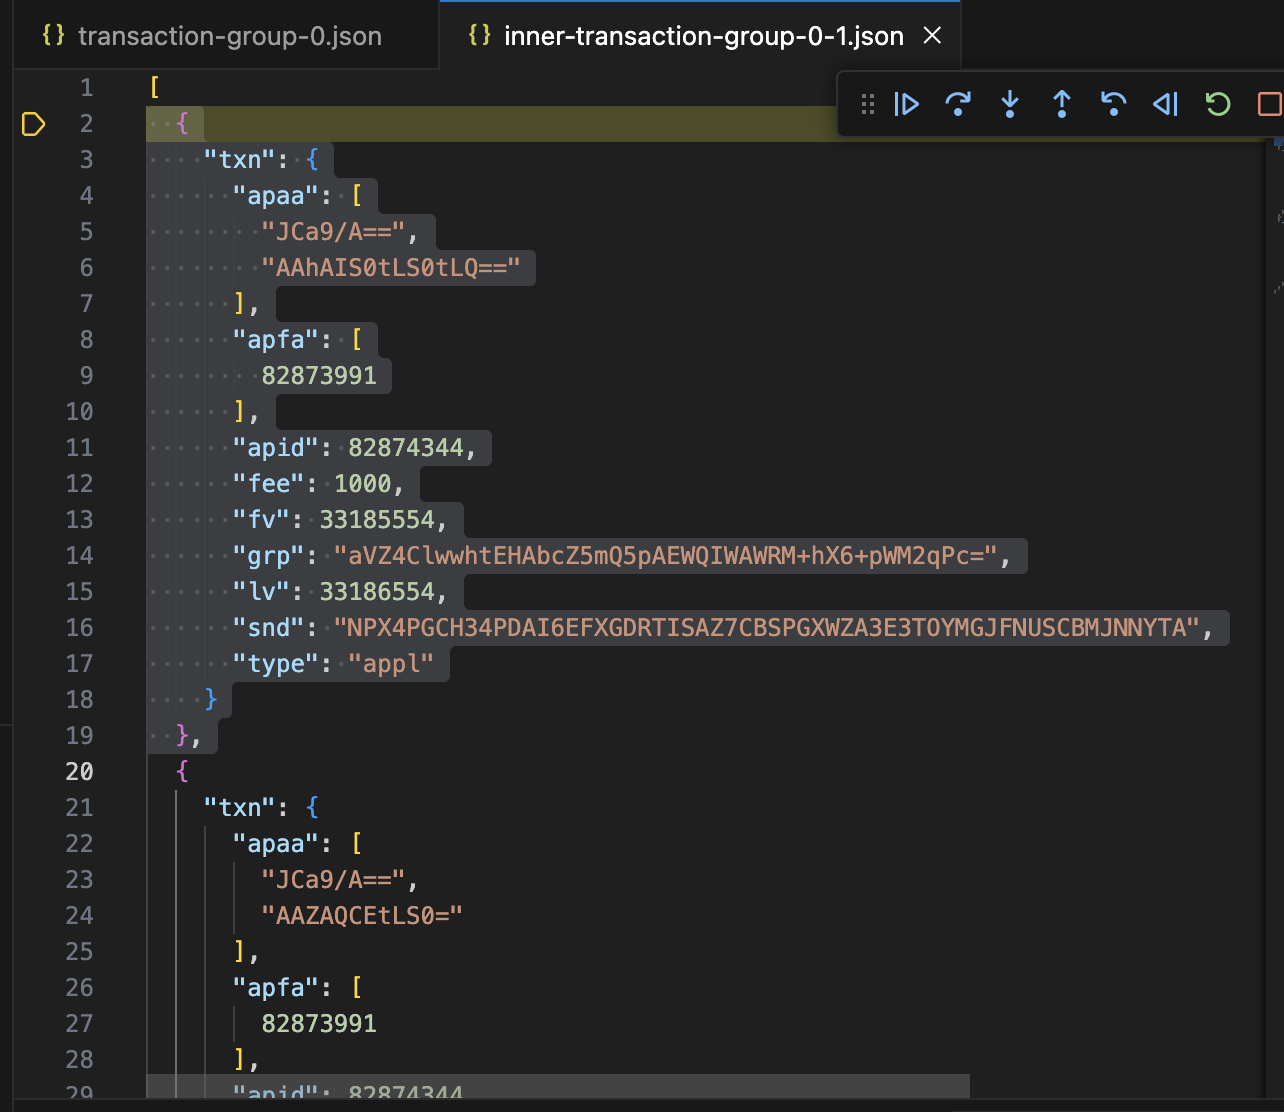 {} transaction-group-0.json
{} inner-transaction-group-0-1.json
1 [
2 {
3 "txn": {
4 "apaa": [
5 "JCa9/A==",
6 "AAhAIS0tLS0tLQ=="
7 ],
8 "apfa": [
9 82873991
10 ],
11 "apid": 82874344,
12 "fee": 1000,
13 "fv": 33185554,
14 "grp": "aVZ4ClwwhtEHAbcZ5mQ5pAEWQIWAWRM+hX6+pWM2qPc=",
15 "lv": 33186554,
16 "snd": "NPX4PGCH34PDAI6EFXGDRTISAZ7CBSPGXWZA3E3TOYMGJFNUSCBMJNNYTA",
17 "type": "appl"
18 }
19 },
20 {
21 "txn": {
22 "apaa": [
23 "JCa9/A==",
24 "AAZAQCEtLS0="
25 ],
26 "apfa": [
27 82873991
28 ],
29 "apid": 82874344